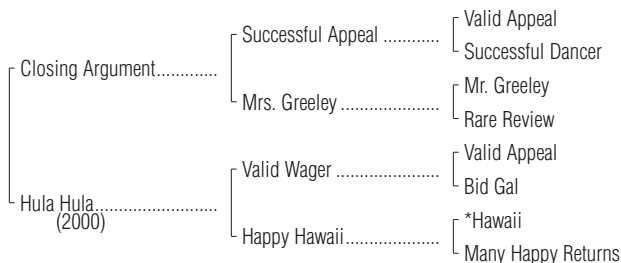 Valid Appeal
Successful Appeal ............
Successful Dancer
Closing Argument.............
Mr. Greeley
Mrs. Greeley .....................
Rare Review
Valid Appeal
Valid Wager ......................
Bid Gal
Hula Hula..........................
(2000)
*Hawaii
Happy Hawaii....................
Many Happy Returns